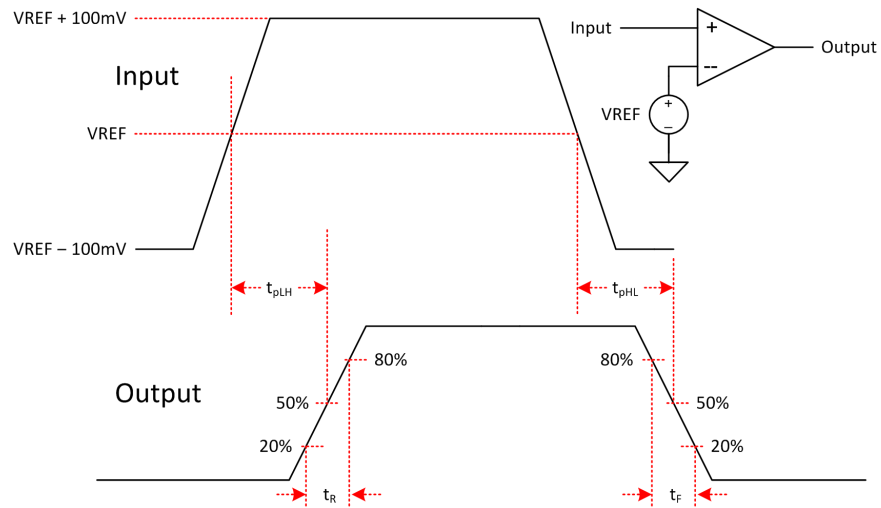 VREF + 100mV
Input
VREF
VREF – 100mV
Input
+
--
Output
VREF
+
–
tpLH
tpHL
Output
80%
50%
20%
80%
50%
20%
tR
tF